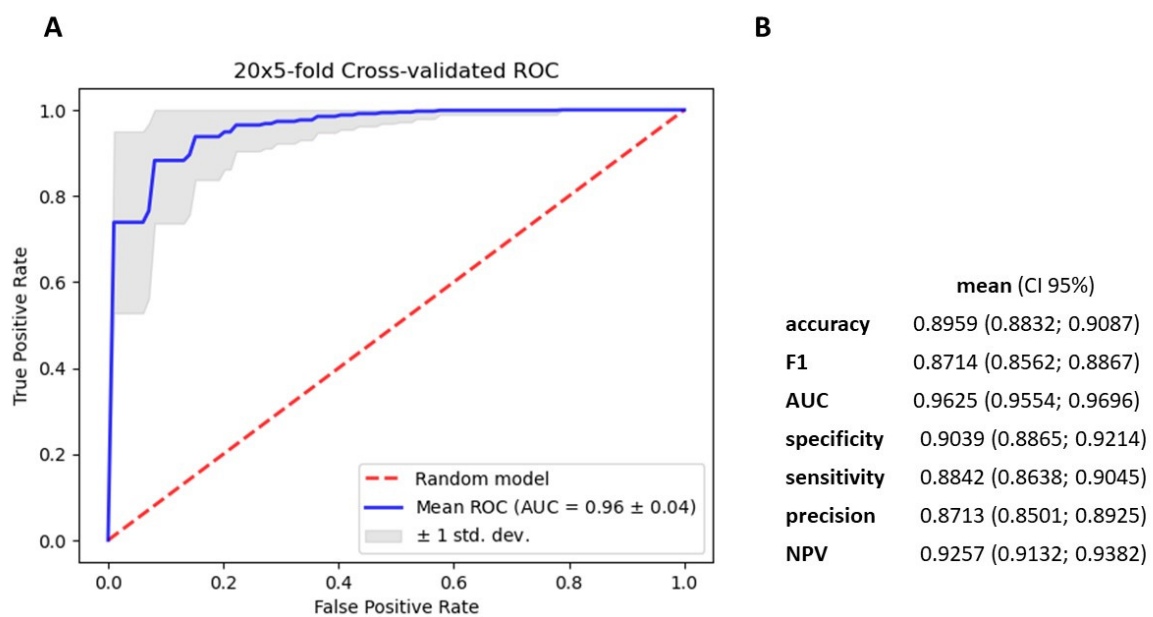 A
B
20x5-fold Cross-validated ROC
True Positive Rate
1.0
0.8
0.6
0.4
0.2
0.0
Random model
Mean ROC (AUC = 0.96 ± 0.04)
± 1 std. dev.
0.0 0.2 0.4 0.6 0.8 1.0
False Positive Rate
mean (CI 95%)
accuracy 0.8959 (0.8832; 0.9087)
F1 0.8714 (0.8562; 0.8867)
AUC 0.9625 (0.9554; 0.9696)
specificity 0.9039 (0.8865; 0.9214)
sensitivity 0.8842 (0.8638; 0.9045)
precision 0.8713 (0.8501; 0.8925)
NPV 0.9257 (0.9132; 0.9382)